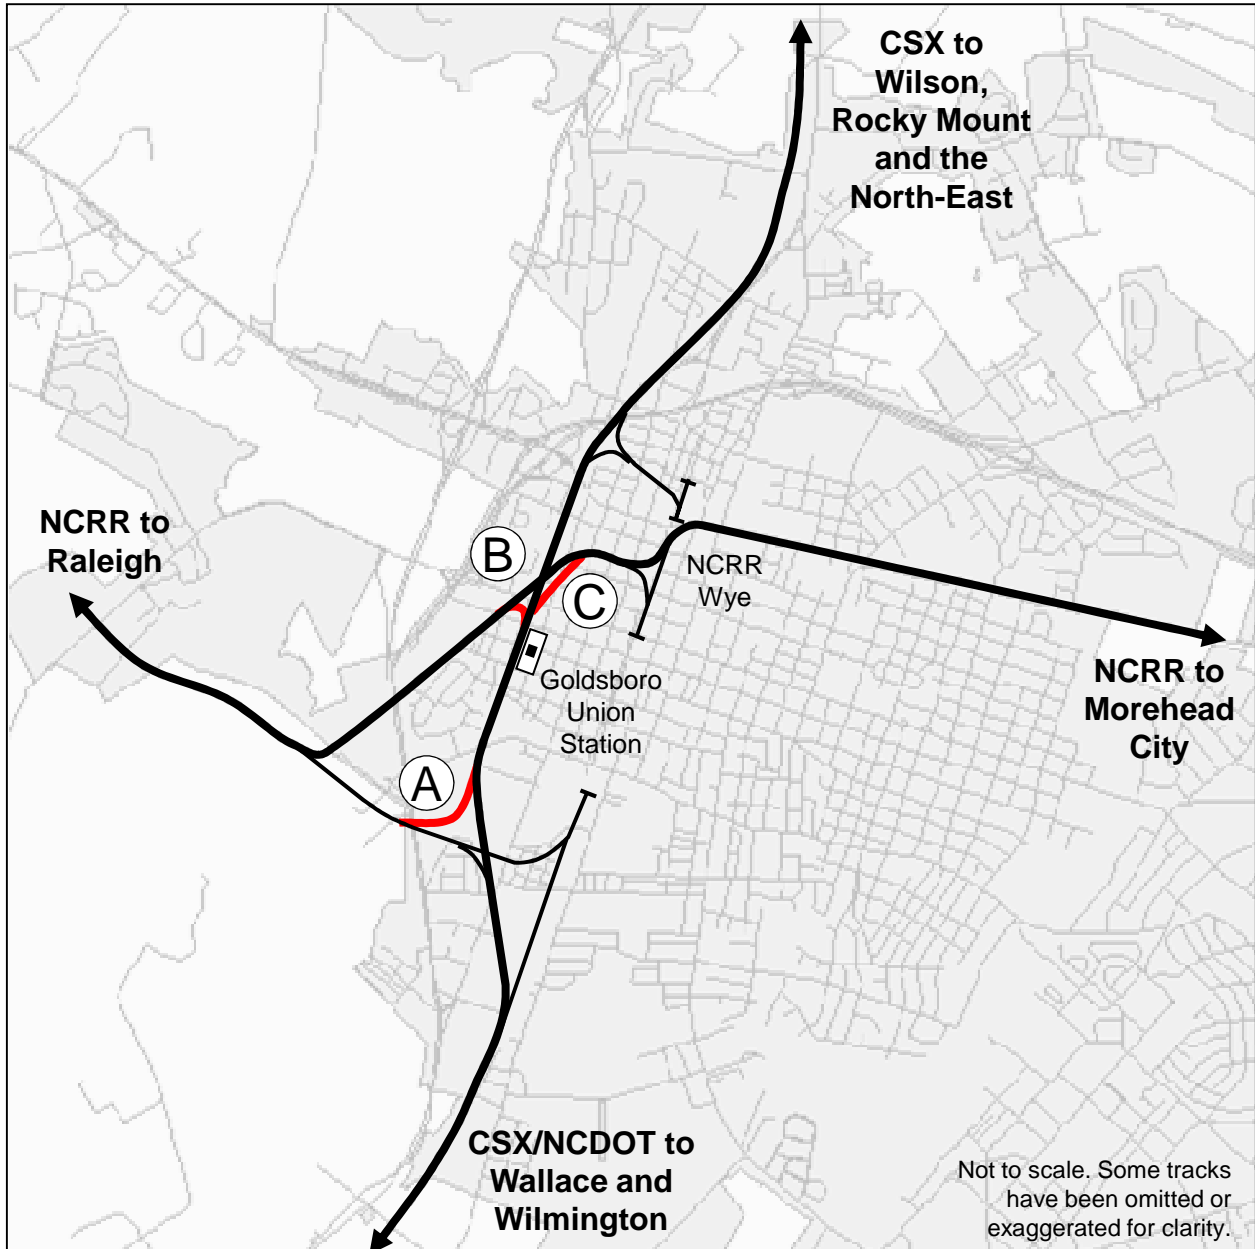 CSX to
Wilson,
Rocky Mount
and the
North-East
NCRR to
Raleigh
B
C
NCRR
Wye
Goldsboro
Union
Station
NCRR to
Morehead
City
A
CSX/NCDOT to
Wallace and
Wilmington
Not to scale. Some tracks
have been omitted or
exaggerated for clarity.